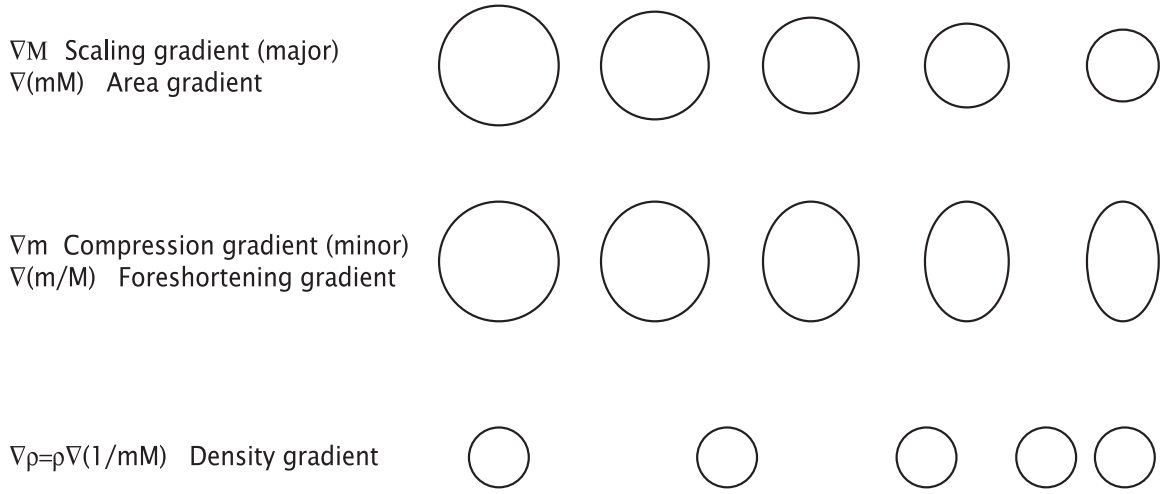 ∇M Scaling gradient (major)
∇(mM) Area gradient
∇m Compression gradient (minor)
∇(m/M) Foreshortening gradient
∇ρ=ρ∇(1/mM) Density gradient